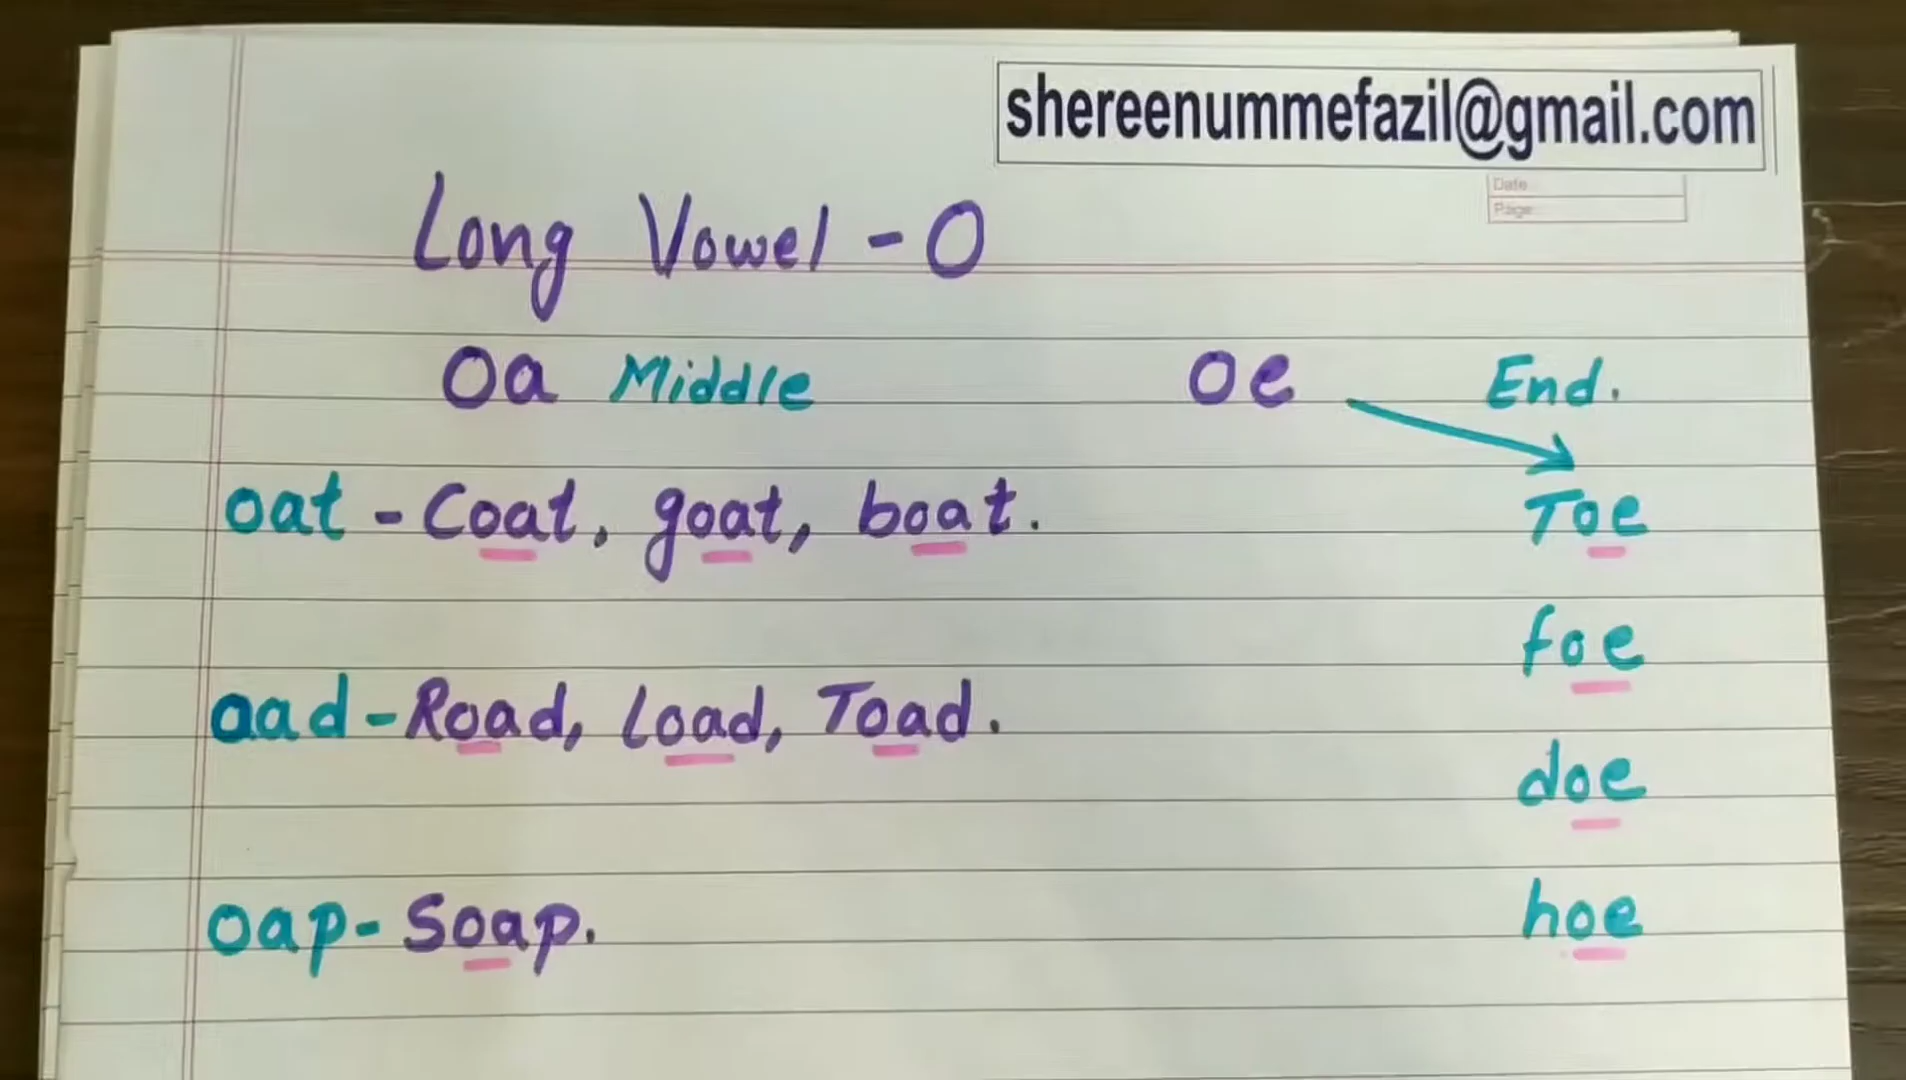 shereenummefazil@gmail.com
Date
Page
Long Vowel - O
oa Middle
oe End.
oat - Coat, goat, boat.
Toe
foe
aad - Road, Load, Toad.
doe
oap - Soap.
hoe